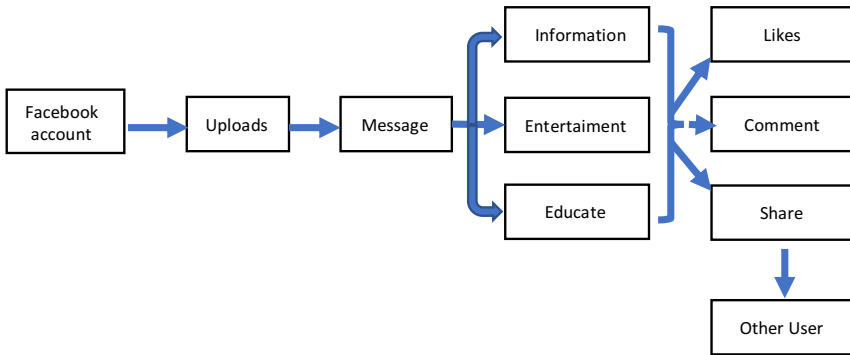 Facebook
account
Uploads
Message
Information
Entertaiment
Educate
Likes
Comment
Share
Other User